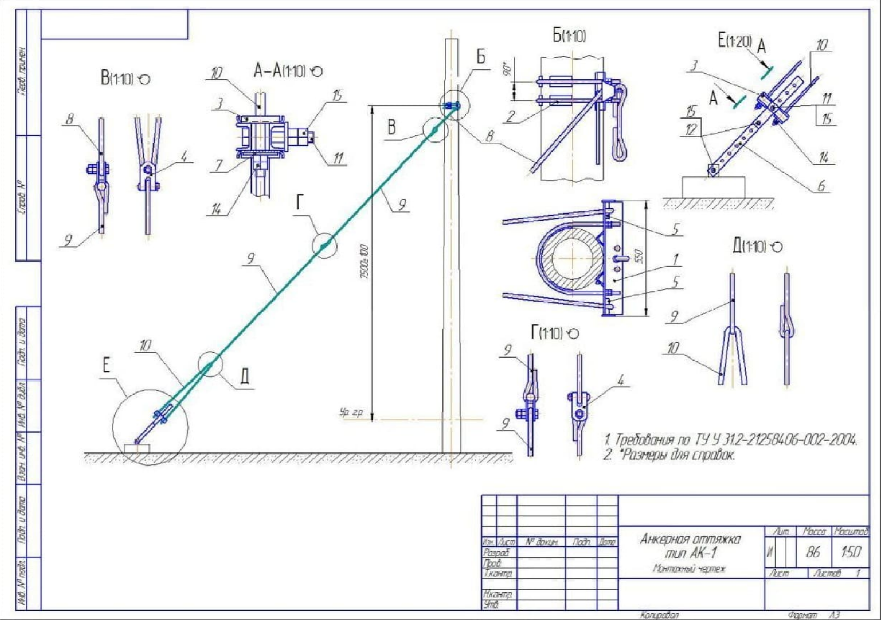 Перв. примен.
Справ. №
Подп. и дата
Инв. № дубл.
Взам. инв. №
Подп. и дата
Инв. № подл.
В(1:10)
8
4
9
А-А(1:10)
10
3
15
11
7
14
Б
В
8
Г
9
9
7500±100
10
Е
Д
Ур. г.р.
Б(1:10)
90*
2
5
1
5
550
Е(1:20)
А
10
3
А
11
15
15
12
14
6
Д(1:10)
9
10
Г(1:10)
9
4
9
1. Требования по ТУ У 31.2-21258406-002-2004.
2. *Размеры для справок.
Изм. Лист № докум. Подп. Дата
Разраб.
Пров.
Т.контр.
Н.контр.
Утв.
Анкерная оттяжка
тип АК-1
Монтажный чертеж
Лит. Масса Масштаб
И 86 1:50
Лист Листов 1
Копировал Формат А3